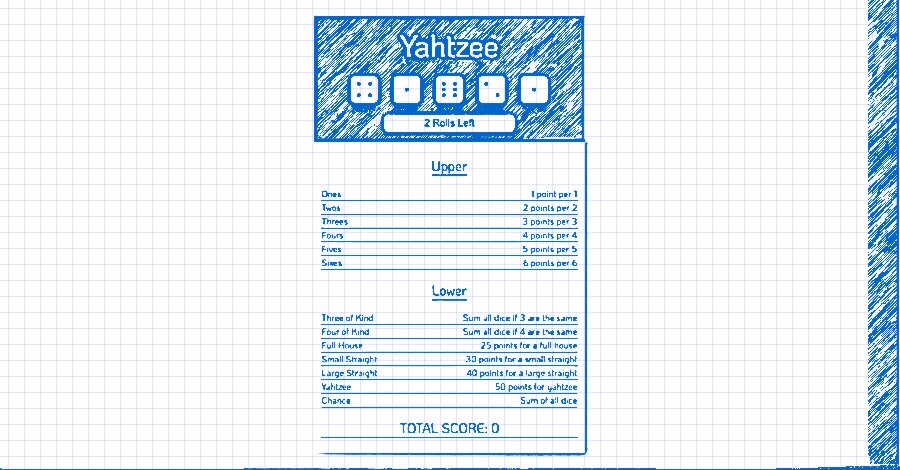 Yahtzee
2 Rolls Left
Upper
Ones 1 point per 1
Twos 2 points per 2
Threes 3 points per 3
Fours 4 points per 4
Fives 5 points per 5
Sixes 6 points per 6
Lower
Three of Kind Sum all dice if 3 are the same
Four of Kind Sum all dice if 4 are the same
Full House 25 points for a full house
Small Straight 30 points for a small straight
Large Straight 40 points for a large straight
Yahtzee 50 points for yahtzee
Chance Sum of all dice
TOTAL SCORE: 0